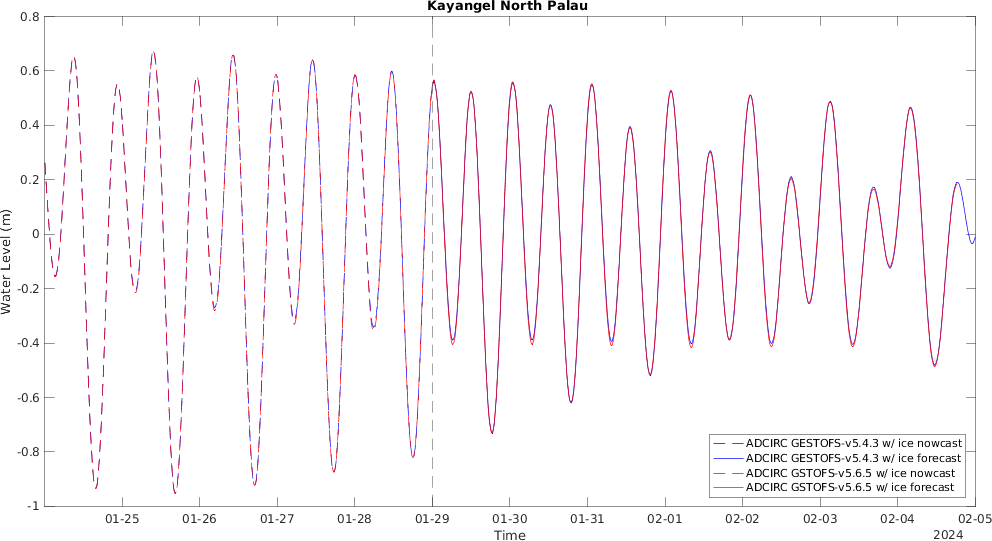 Kayangel North Palau
0.8
0.6
0.4
0.2
0
-0.2
-0.4
-0.6
-0.8
-1
Water Level (m)
ADCIRC GESTOFS-v5.4.3 w/ ice nowcast
ADCIRC GESTOFS-v5.4.3 w/ ice forecast
ADCIRC GSTOFS-v5.6.5 w/ ice nowcast
ADCIRC GSTOFS-v5.6.5 w/ ice forecast
01-25 01-26 01-27 01-28 01-29 01-30 01-31 02-01 02-02 02-03 02-04 02-05
Time
2024